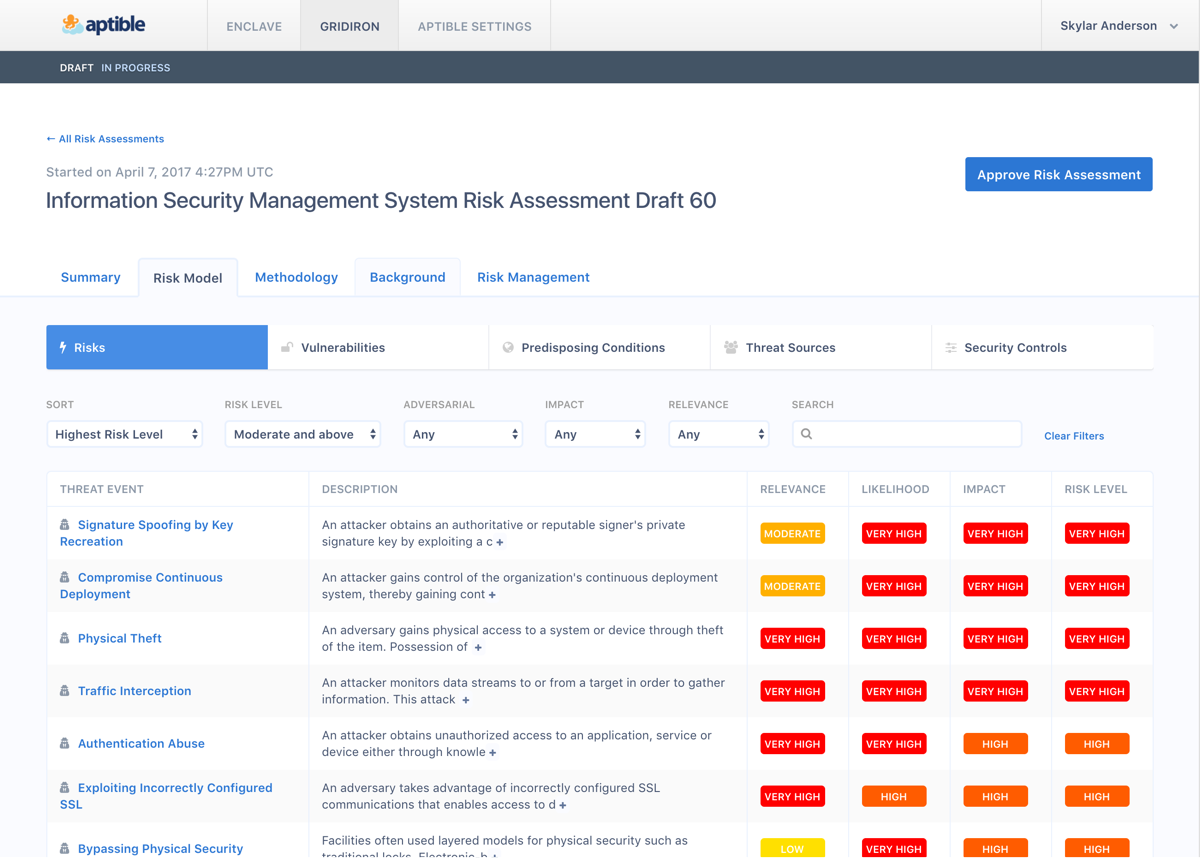 aptible
ENCLAVE
GRIDIRON
APTIBLE SETTINGS
Skylar Anderson
DRAFT IN PROGRESS
← All Risk Assessments
Started on April 7, 2017 4:27PM UTC
Approve Risk Assessment
Information Security Management System Risk Assessment Draft 60
Summary
Risk Model
Methodology
Background
Risk Management
Risks
Vulnerabilities
Predisposing Conditions
Threat Sources
Security Controls
SORT
RISK LEVEL
ADVERSARIAL
IMPACT
RELEVANCE
SEARCH
Highest Risk Level
Moderate and above
Any
Any
Any
Clear Filters
THREAT EVENT
DESCRIPTION
RELEVANCE
LIKELIHOOD
IMPACT
RISK LEVEL
Signature Spoofing by Key
Recreation
An attacker obtains an authoritative or reputable signer's private
signature key by exploiting a c +
MODERATE
VERY HIGH
VERY HIGH
VERY HIGH
Compromise Continuous
Deployment
An attacker gains control of the organization's continuous deployment
system, thereby gaining cont +
MODERATE
VERY HIGH
VERY HIGH
VERY HIGH
Physical Theft
An adversary gains physical access to a system or device through theft
of the item. Possession of +
VERY HIGH
VERY HIGH
VERY HIGH
VERY HIGH
Traffic Interception
An attacker monitors data streams to or from a target in order to gather
information. This attack +
VERY HIGH
VERY HIGH
VERY HIGH
VERY HIGH
Authentication Abuse
An attacker obtains unauthorized access to an application, service or
device either through knowle +
VERY HIGH
VERY HIGH
HIGH
HIGH
Exploiting Incorrectly Configured
SSL
An adversary takes advantage of incorrectly configured SSL
communications that enables access to d +
VERY HIGH
HIGH
HIGH
HIGH
Bypassing Physical Security
Facilities often used layered models for physical security such as
traditional locks, Electronic-b +
LOW
VERY HIGH
HIGH
HIGH